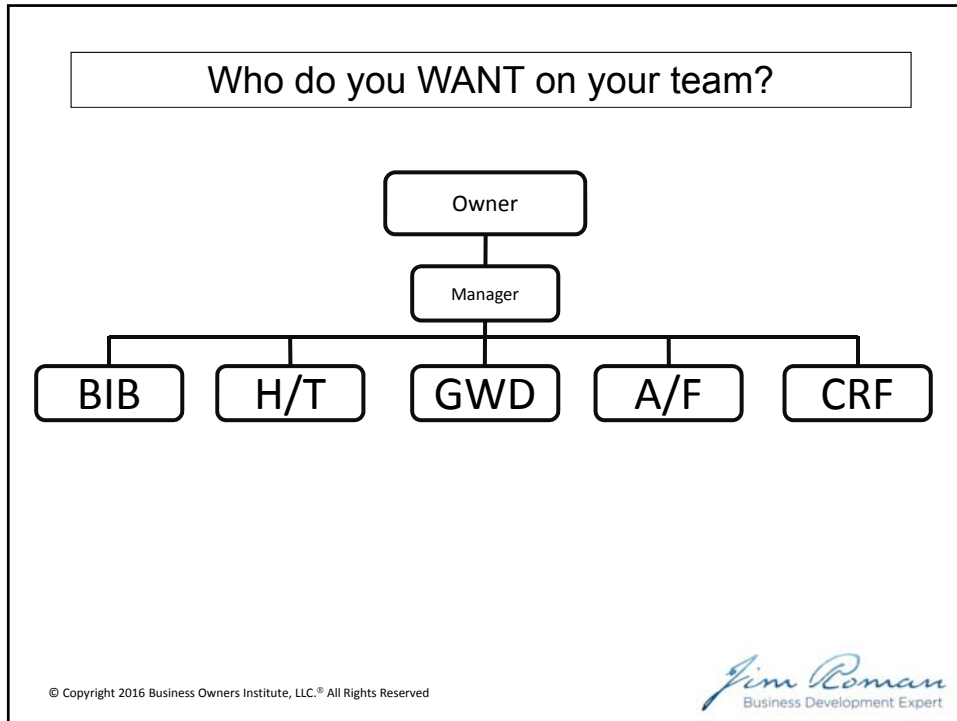 Who do you WANT on your team?
Owner
Manager
BIB H/T GWD A/F CRF
© Copyright 2016 Business Owners Institute, LLC.® All Rights Reserved
Jim Roman
Business Development Expert